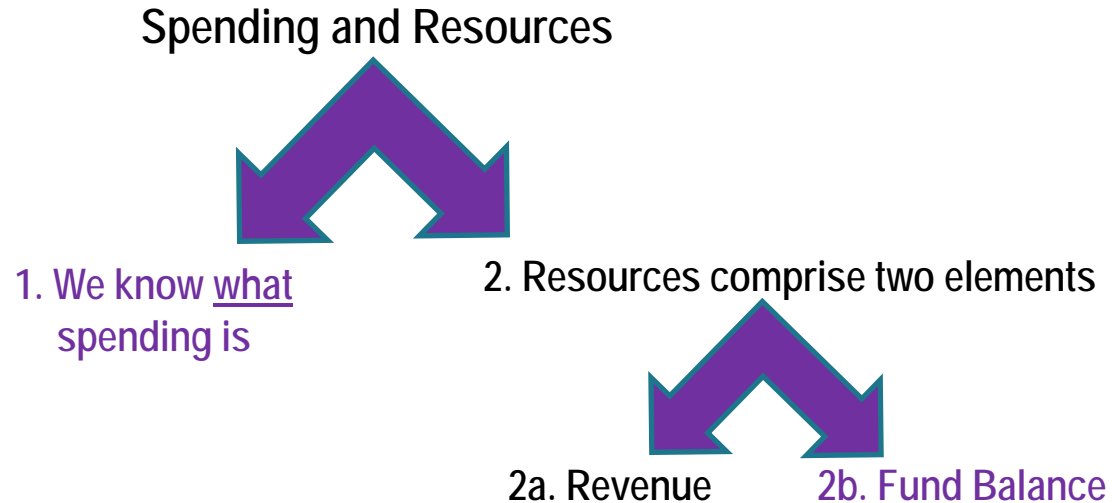 Spending and Resources
1. We know what
spending is
2. Resources comprise two elements
2a. Revenue
2b. Fund Balance